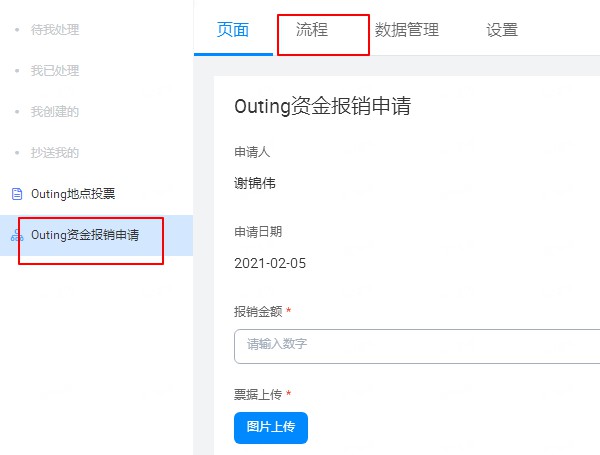 待我处理
我已处理
我创建的
抄送我的
Outing地点投票
Outing资金报销申请
页面 流程 数据管理 设置
Outing资金报销申请
申请人
谢锦伟
申请日期
2021-02-05
报销金额 *
请输入数字
票据上传 *
图片上传